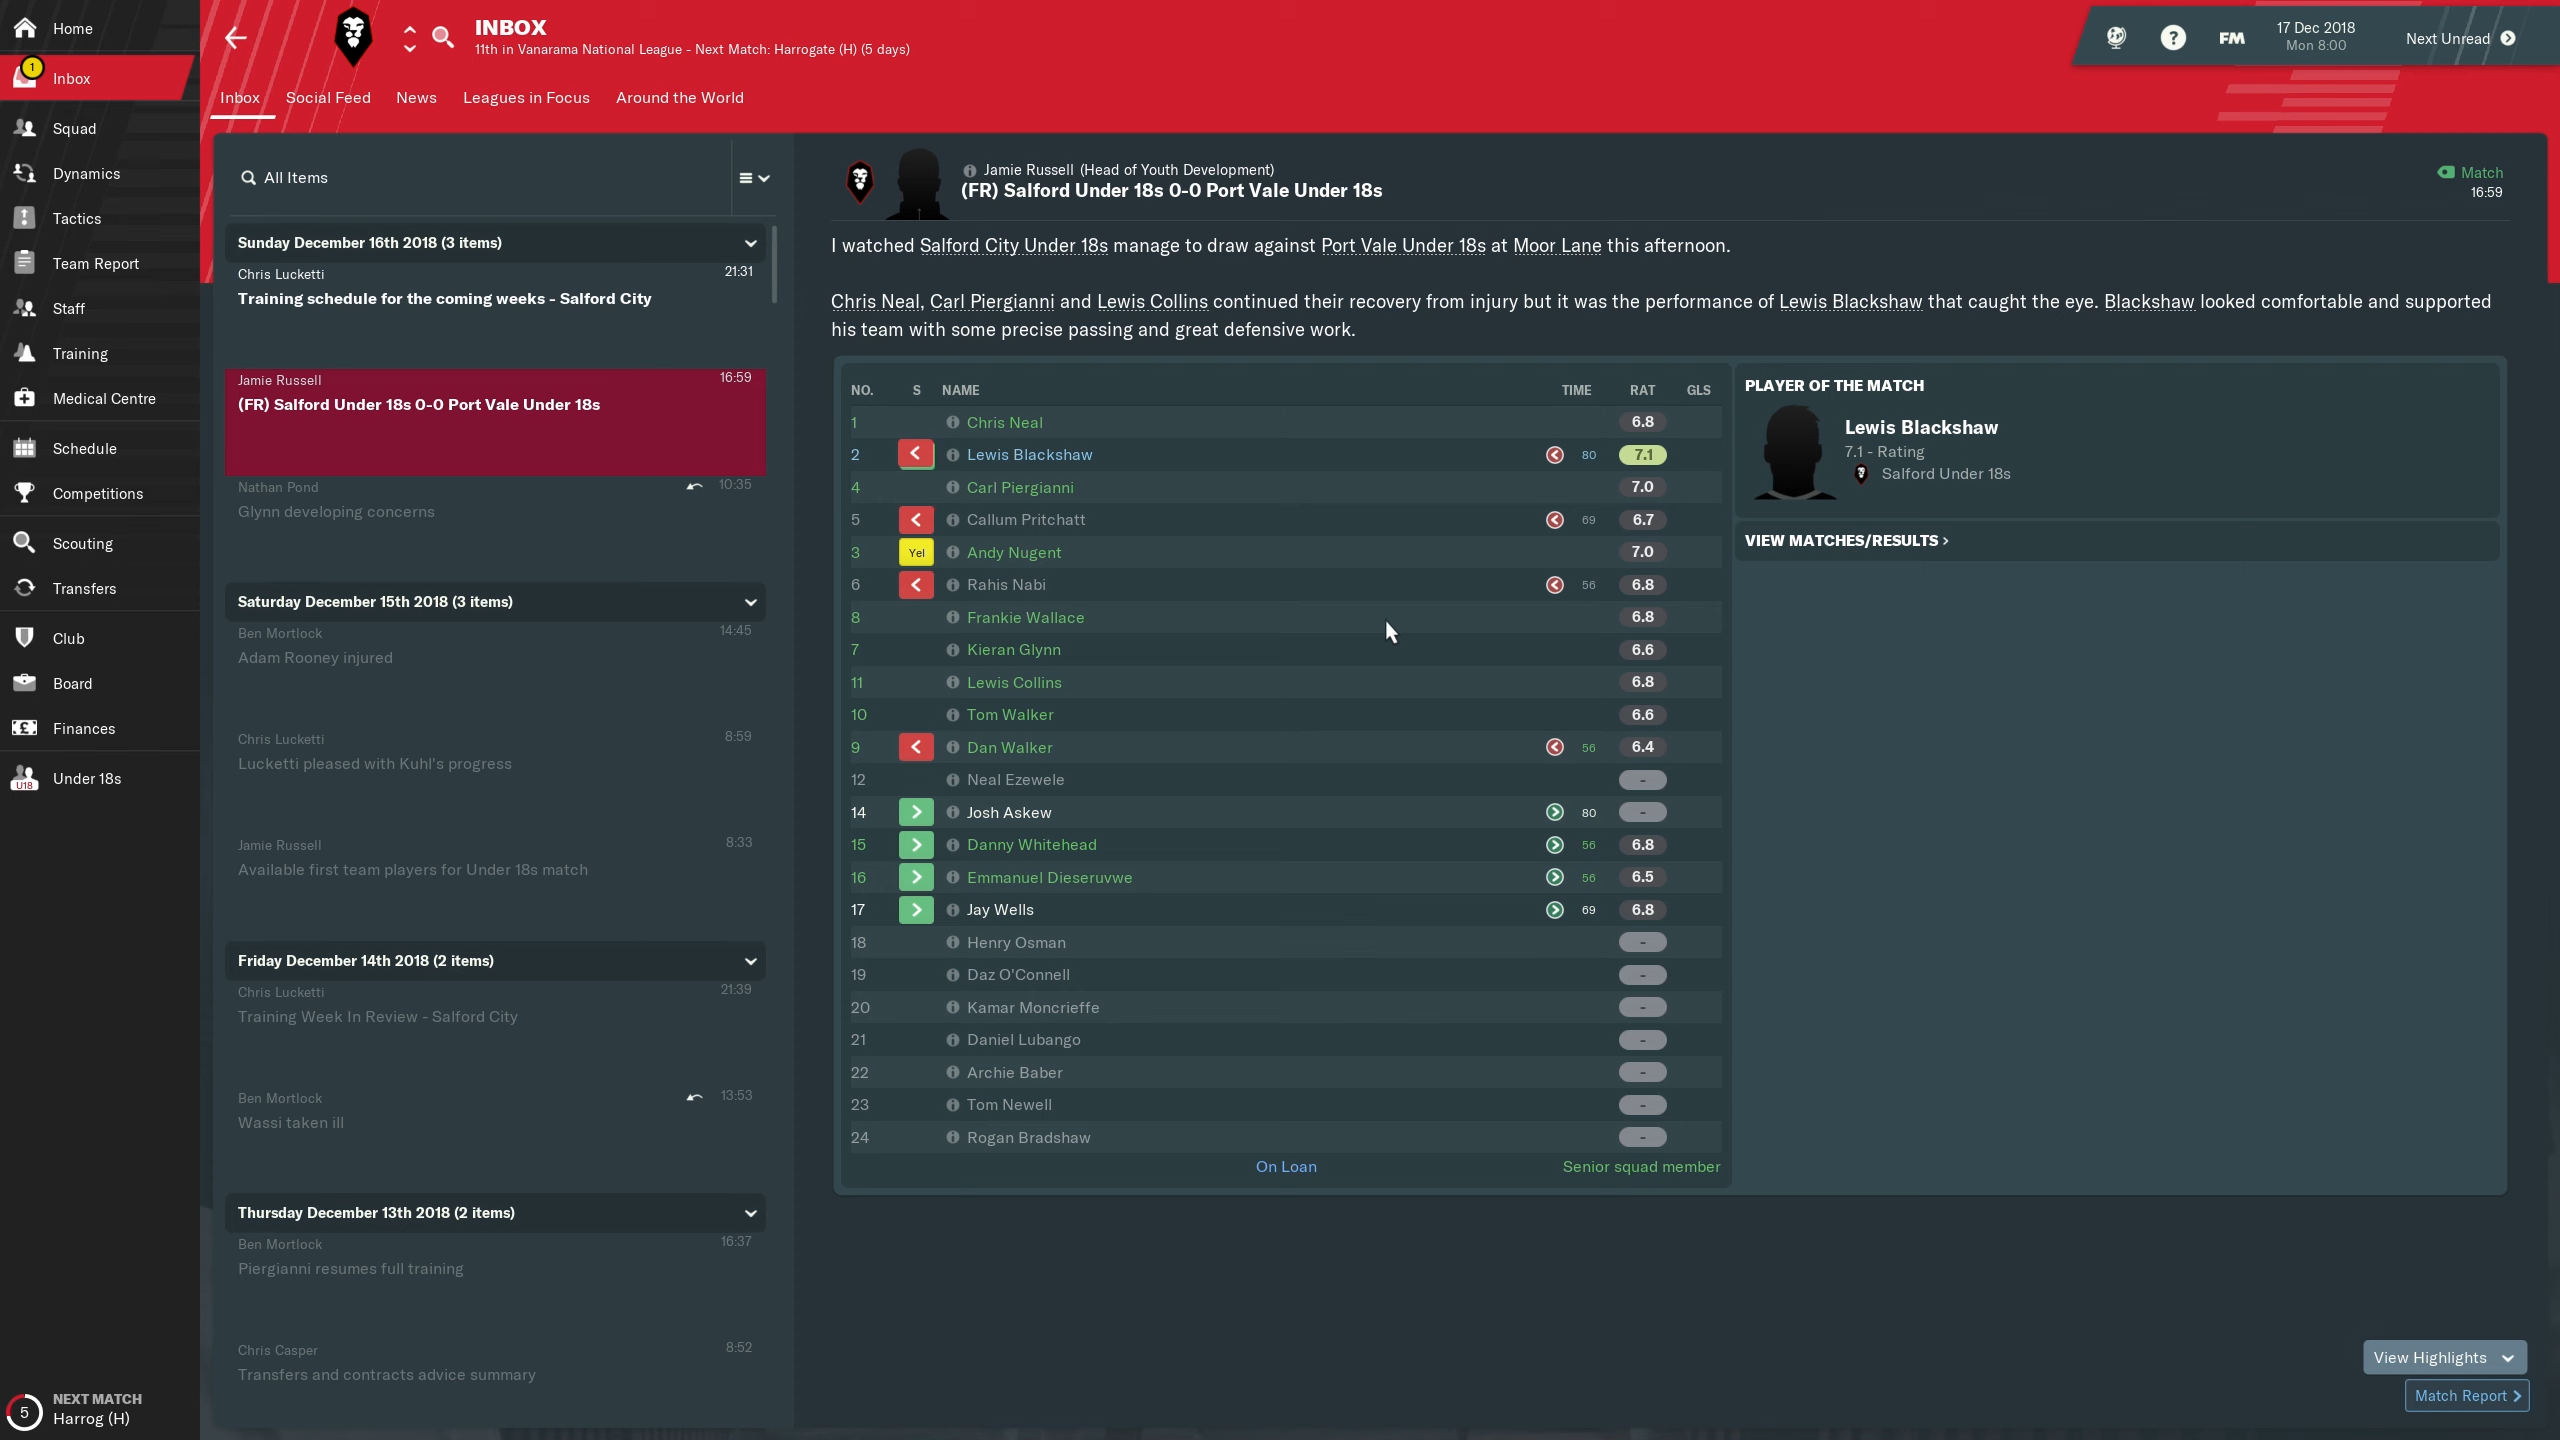 Home
1
Inbox
Squad
Dynamics
Tactics
Team Report
Staff
Training
Medical Centre
Schedule
Competitions
Scouting
Transfers
Club
Board
Finances
U18
Under 18s
5
NEXT MATCH
Harrog (H)
INBOX
11th in Vanarama National League - Next Match: Harrogate (H) (5 days)
?
FM
17 Dec 2018
Mon 8:00
Next Unread
Inbox
Social Feed
News
Leagues in Focus
Around the World
All Items
Sunday December 16th 2018 (3 items)
Chris Lucketti 21:31
Training schedule for the coming weeks - Salford City
Jamie Russell 16:59
(FR) Salford Under 18s 0-0 Port Vale Under 18s
Nathan Pond 10:35
Glynn developing concerns
Saturday December 15th 2018 (3 items)
Ben Mortlock 14:45
Adam Rooney injured
Chris Lucketti 8:59
Lucketti pleased with Kuhl's progress
Jamie Russell 8:33
Available first team players for Under 18s match
Friday December 14th 2018 (2 items)
Chris Lucketti 21:39
Training Week In Review - Salford City
Ben Mortlock 13:53
Wassi taken ill
Thursday December 13th 2018 (2 items)
Ben Mortlock 16:37
Piergianni resumes full training
Chris Casper 8:52
Transfers and contracts advice summary
Jamie Russell (Head of Youth Development)
(FR) Salford Under 18s 0-0 Port Vale Under 18s
Match
16:59
I watched Salford City Under 18s manage to draw against Port Vale Under 18s at Moor Lane this afternoon.
Chris Neal, Carl Piergianni and Lewis Collins continued their recovery from injury but it was the performance of Lewis Blackshaw that caught the eye. Blackshaw looked comfortable and supported
his team with some precise passing and great defensive work.
NO. S NAME TIME RAT GLS
1 Chris Neal 6.8
2 Lewis Blackshaw 80 7.1
4 Carl Piergianni 7.0
5 Callum Pritchatt 69 6.7
3 Yel Andy Nugent 7.0
6 Rahis Nabi 56 6.8
8 Frankie Wallace 6.8
7 Kieran Glynn 6.6
11 Lewis Collins 6.8
10 Tom Walker 6.6
9 Dan Walker 56 6.4
12 Neal Ezewele -
14 Josh Askew 80 -
15 Danny Whitehead 56 6.8
16 Emmanuel Dieseruvwe 56 6.5
17 Jay Wells 69 6.8
18 Henry Osman -
19 Daz O'Connell -
20 Kamar Moncrieffe -
21 Daniel Lubango -
22 Archie Baber -
23 Tom Newell -
24 Rogan Bradshaw -
On Loan Senior squad member
PLAYER OF THE MATCH
Lewis Blackshaw
7.1 - Rating
Salford Under 18s
VIEW MATCHES/RESULTS >
View Highlights
Match Report >